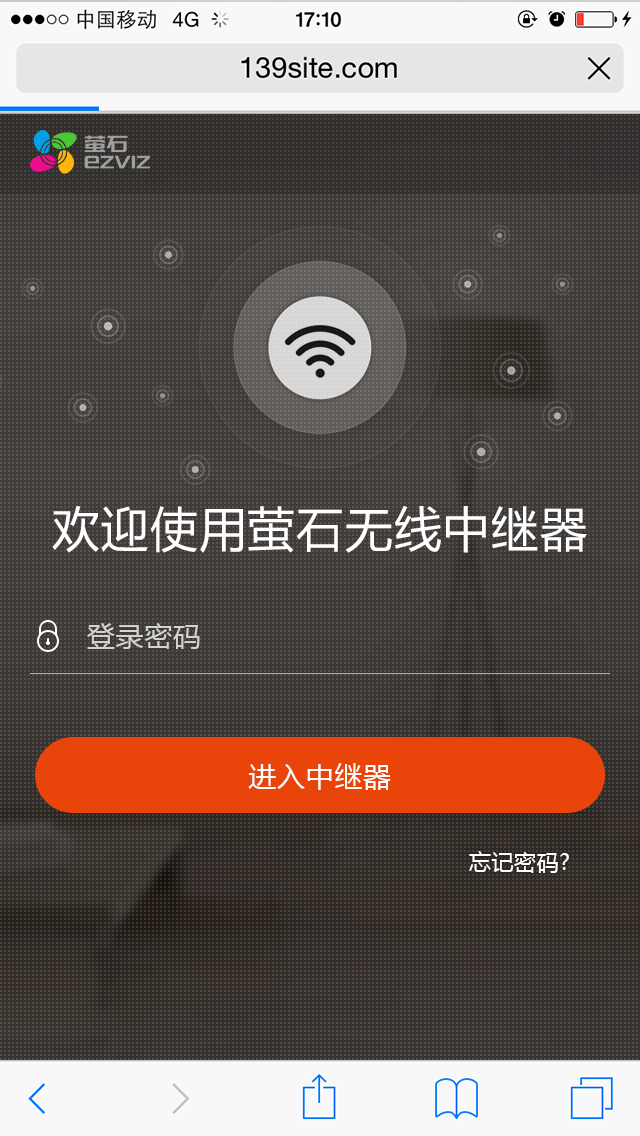 中国移动 4G 17:10
139site.com
萤石
ezviz
欢迎使用萤石无线中继器
登录密码
进入中继器
忘记密码?